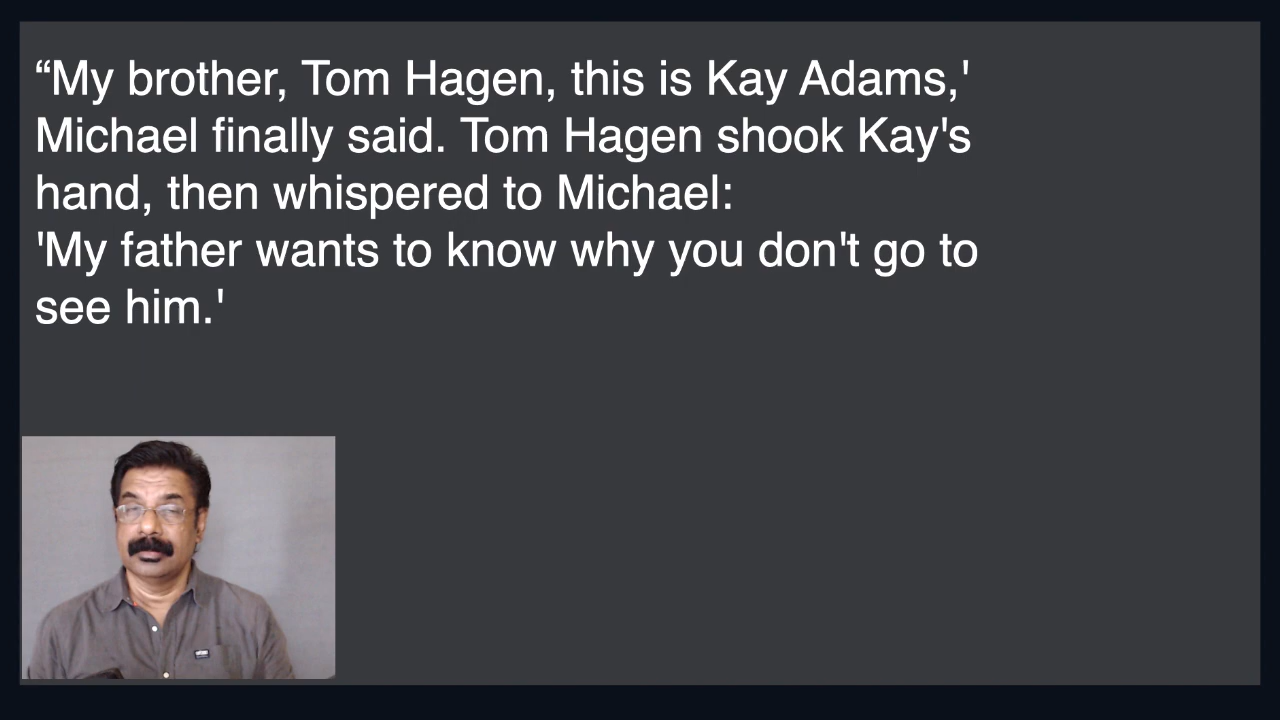 “My brother, Tom Hagen, this is Kay Adams,'
Michael finally said. Tom Hagen shook Kay's
hand, then whispered to Michael:
'My father wants to know why you don't go to
see him.'